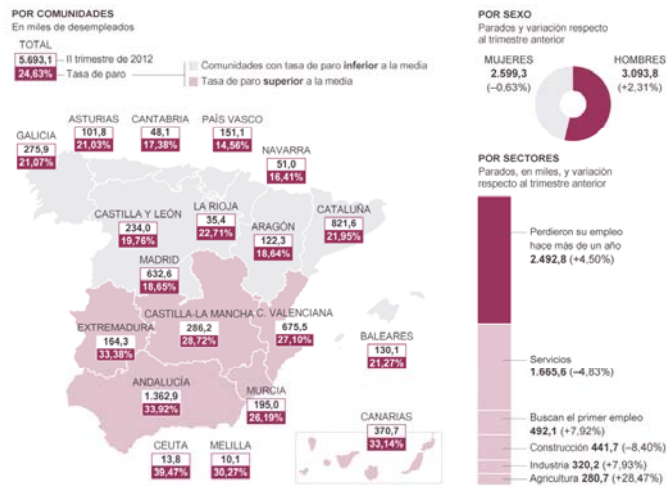 POR COMUNIDADES
En miles de desempleados
TOTAL
5.693,1 II trimestre de 2012
24,63% Tasa de paro
Comunidades con tasa de paro inferior a la media
Tasa de paro superior a la media
GALICIA
275,9
21,07%
ASTURIAS
101,8
21,03%
CANTABRIA
48,1
17,38%
PAÍS VASCO
151,1
14,56%
NAVARRA
51,0
16,41%
CASTILLA Y LEÓN
234,0
19,76%
LA RIOJA
35,4
22,71%
ARAGÓN
122,3
18,64%
CATALUÑA
821,6
21,95%
MADRID
632,6
18,65%
EXTREMADURA
164,3
33,38%
CASTILLA-LA MANCHA
286,2
28,72%
C. VALENCIANA
675,5
27,10%
BALEARES
130,1
21,27%
ANDALUCÍA
1.362,9
33,92%
MURCIA
195,0
26,19%
CANARIAS
370,7
33,14%
CEUTA
13,8
39,47%
MELILLA
10,1
30,27%
POR SEXO
Parados y variación respecto
al trimestre anterior
MUJERES
2.599,3
(–0,63%)
HOMBRES
3.093,8
(+2,31%)
POR SECTORES
Parados, en miles, y variación
respecto al trimestre anterior
Perdieron su empleo
hace más de un año
2.492,8 (+4,50%)
Servicios
1.665,6 (–4,83%)
Buscan el primer empleo
492,1 (+7,92%)
Construcción 441,7 (–8,40%)
Industria 320,2 (+7,93%)
Agricultura 280,7 (+28,47%)